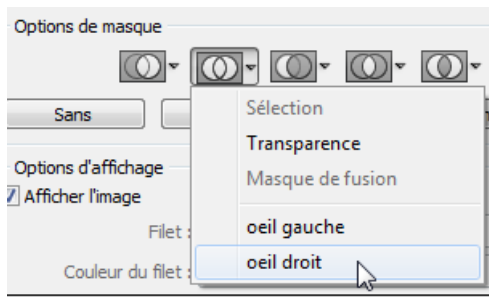 Options de masque
Sans
Sélection
Transparence
Masque de fusion
oeil gauche
oeil droit
Options d'affichage
Afficher l'image
Filet :
Couleur du filet :